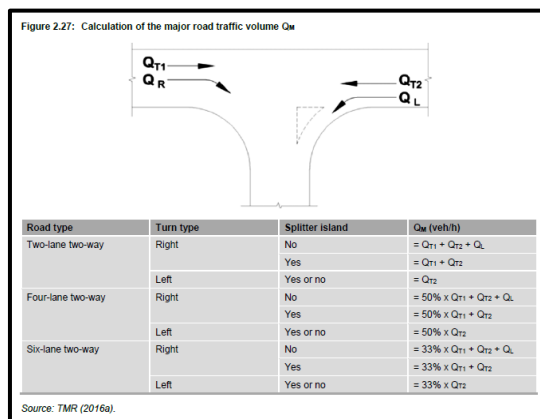 Figure 2.27: Calculation of the major road traffic volume QM
QT1
QR
QT2
QL
Road type Turn type Splitter island QM (veh/h)
Two-lane two-way Right No = QT1 + QT2 + QL
Yes = QT1 + QT2
Left Yes or no = QT2
Four-lane two-way Right No = 50% x QT1 + QT2 + QL
Yes = 50% x QT1 + QT2
Left Yes or no = 50% x QT2
Six-lane two-way Right No = 33% x QT1 + QT2 + QL
Yes = 33% x QT1 + QT2
Left Yes or no = 33% x QT2
Source: TMR (2016a).